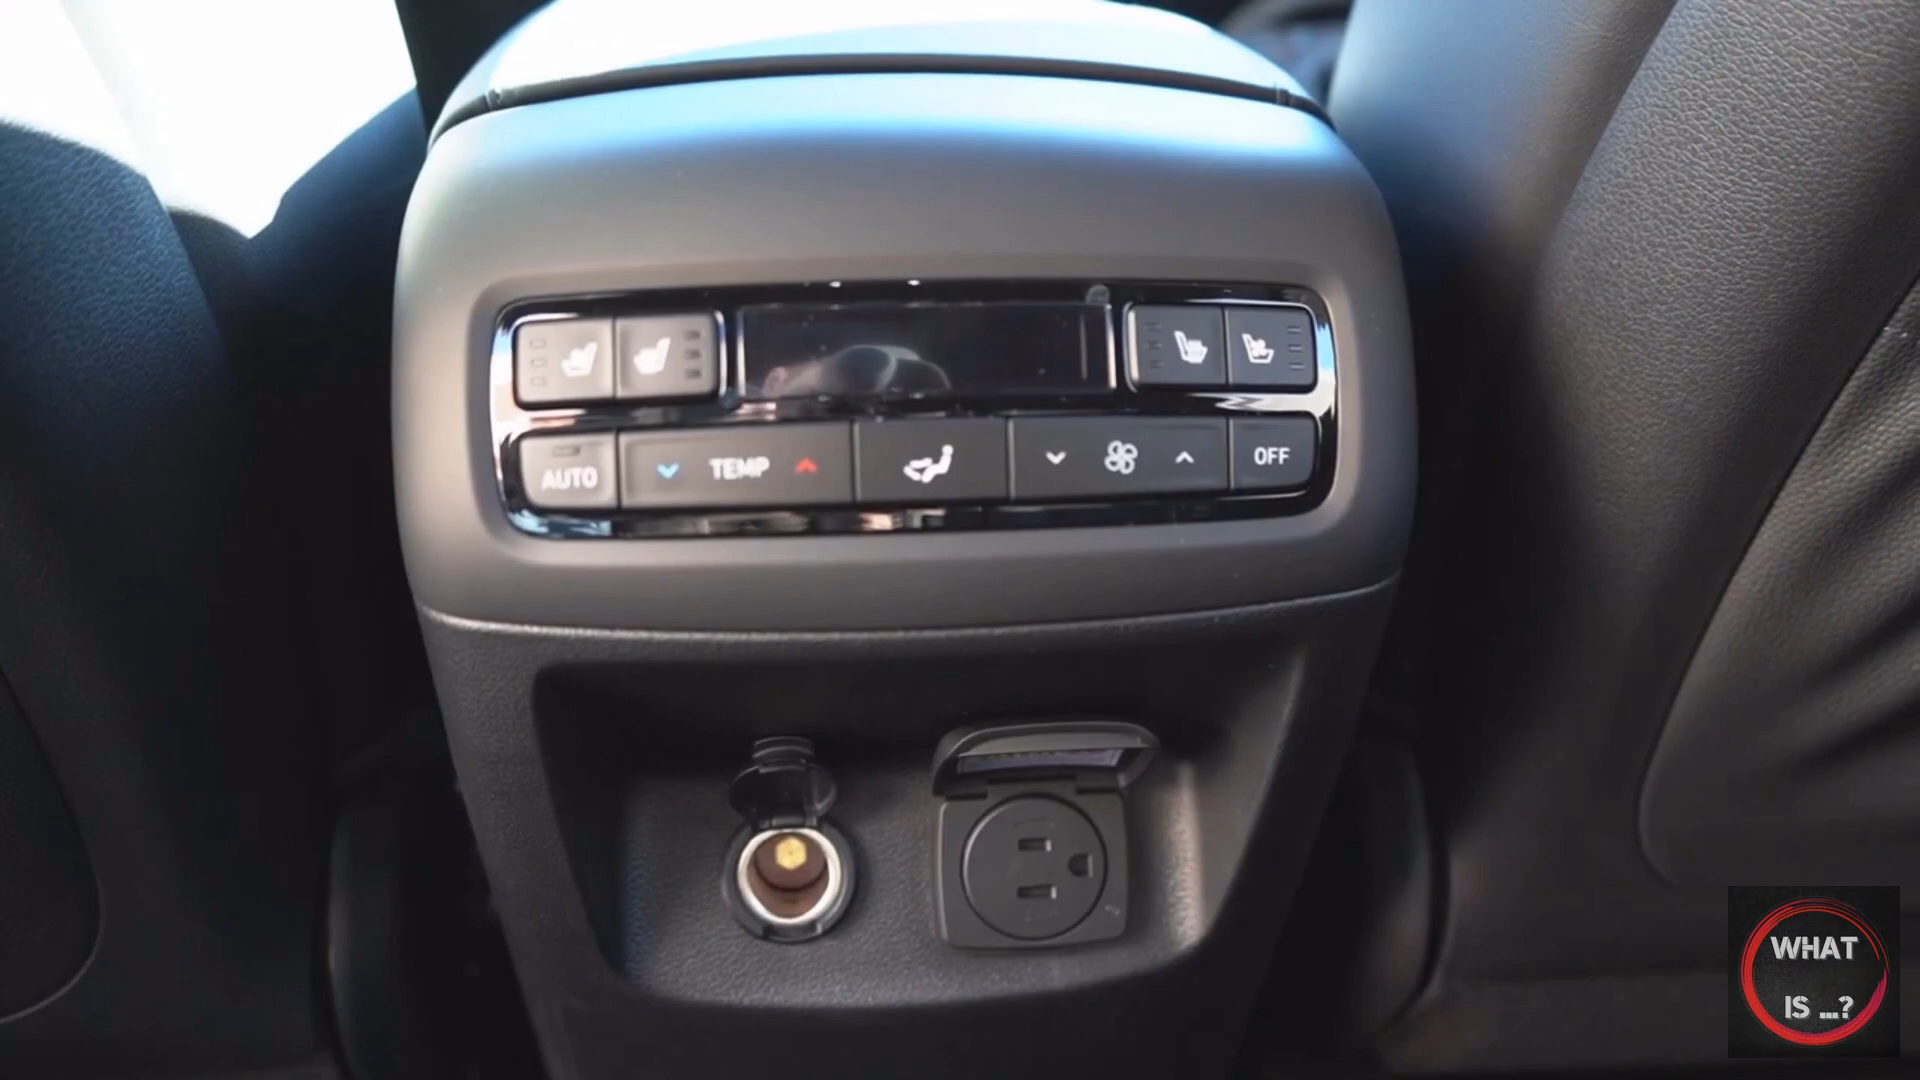 AUTO
TEMP
OFF
WHAT
IS ...?